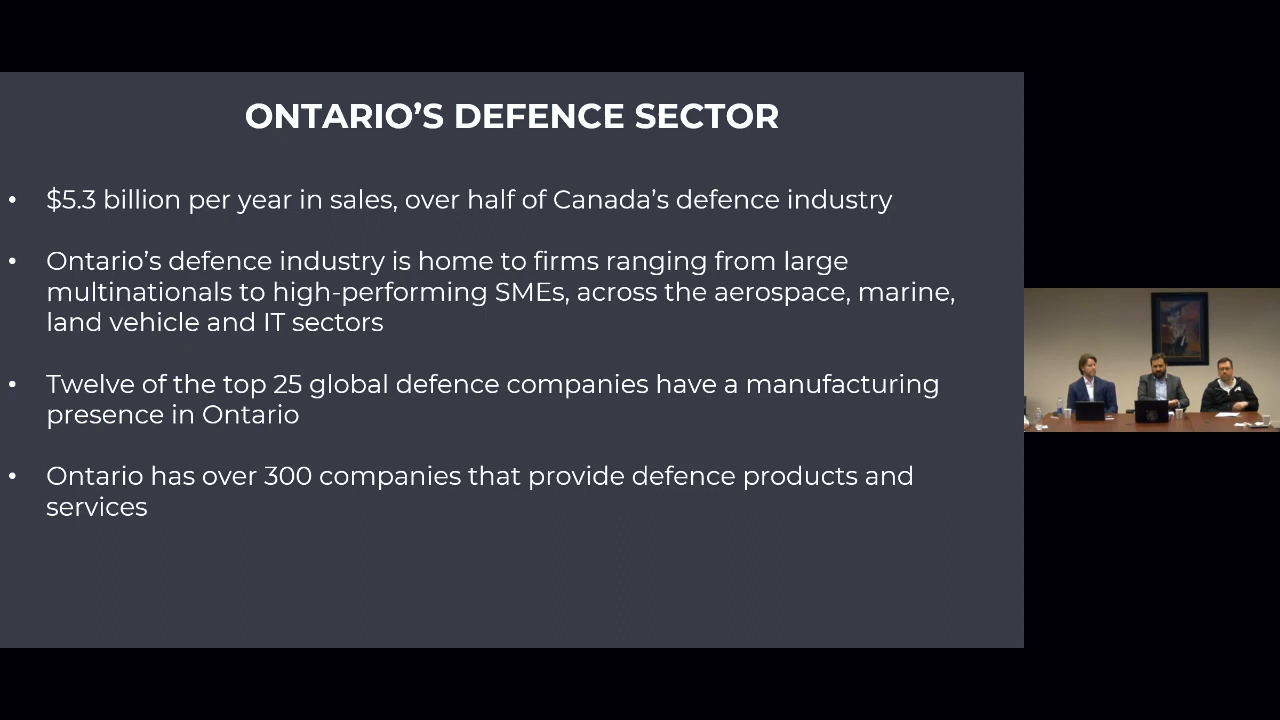 ONTARIO’S DEFENCE SECTOR
• $5.3 billion per year in sales, over half of Canada’s defence industry
• Ontario’s defence industry is home to firms ranging from large
multinationals to high-performing SMEs, across the aerospace, marine,
land vehicle and IT sectors
• Twelve of the top 25 global defence companies have a manufacturing
presence in Ontario
• Ontario has over 300 companies that provide defence products and
services